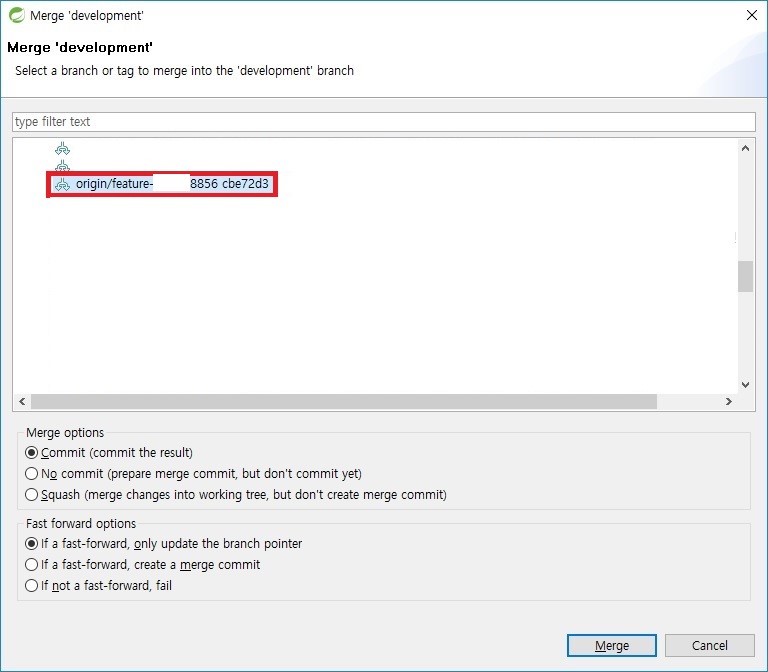 Merge 'development'
Merge 'development'
Select a branch or tag to merge into the 'development' branch
type filter text
origin/feature- 8856 cbe72d3
Merge options
Commit (commit the result)
No commit (prepare merge commit, but don't commit yet)
Squash (merge changes into working tree, but don't create merge commit)
Fast forward options
If a fast-forward, only update the branch pointer
If a fast-forward, create a merge commit
If not a fast-forward, fail
Merge
Cancel